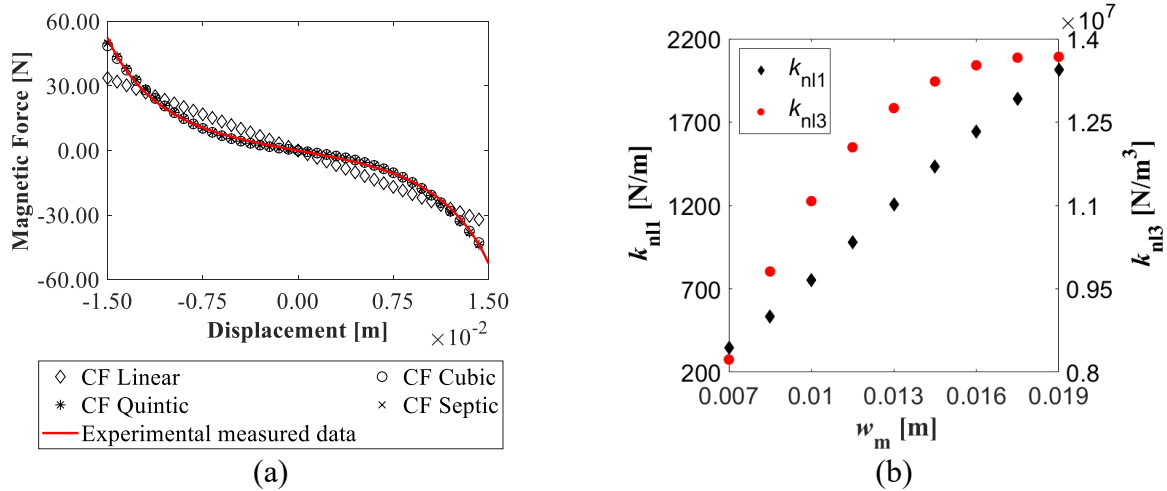 60.00
30.00
0.00
-30.00
-60.00
Magnetic Force [N]
-1.50 -0.75 0.00 0.75 1.50
Displacement [m]
×10⁻²
CF Linear CF Cubic
CF Quintic CF Septic
Experimental measured data
(a)
×10⁷
2200 1.4
1700 1.25
1200 1.1
700 0.95
200 0.8
k_nl1 [N/m]
k_nl3 [N/m³]
k_nl1
k_nl3
0.007 0.01 0.013 0.016 0.019
w_m [m]
(b)